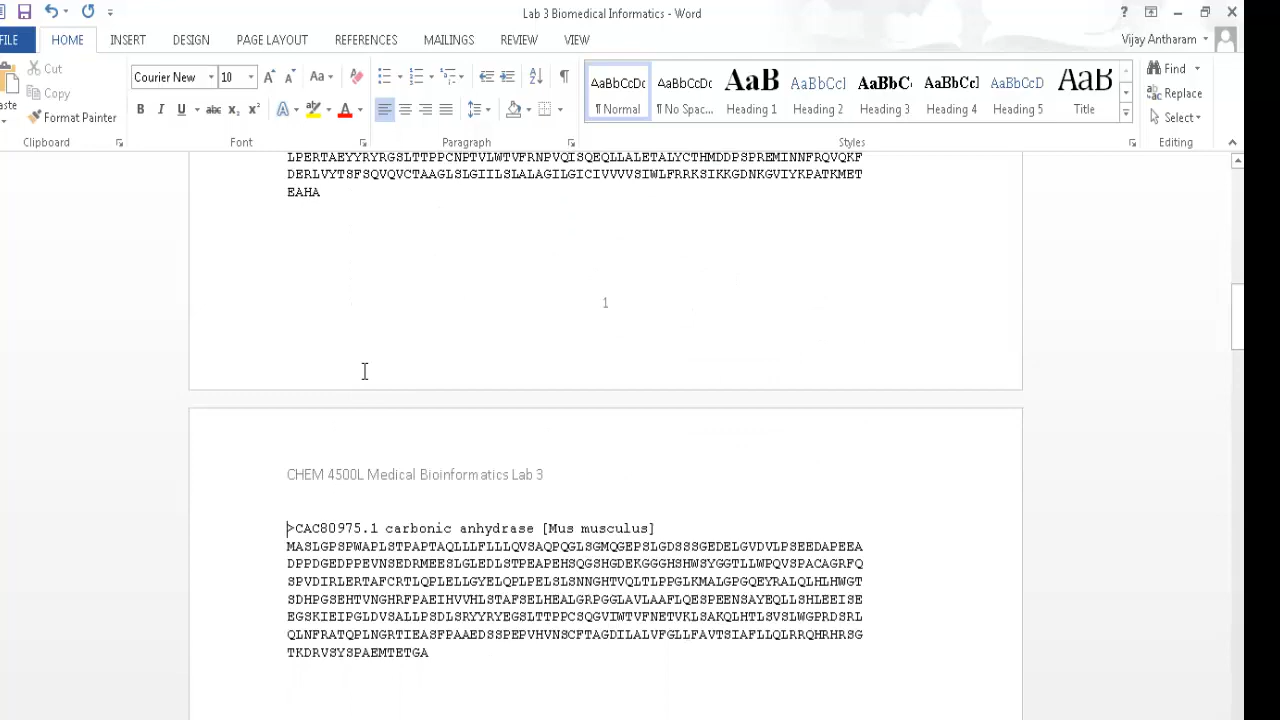 Lab 3 Biomedical Informatics - Word
FILE HOME INSERT DESIGN PAGE LAYOUT REFERENCES MAILINGS REVIEW VIEW Vijay Antharam
Cut
Copy
Format Painter
Clipboard
Courier New 10
Font
Paragraph
AaBbCcDc AaBbCcDc AaB AaBbCcI AaBbC AaBbCcI AaBbCcD AaB
¶ Normal ¶ No Spac... Heading 1 Heading 2 Heading 3 Heading 4 Heading 5 Title
Styles
Find
Replace
Select
Editing
LPERTAEYYRYRGSLTTPPCNPTVLWTVFRNPVQISQEQLLALETALYCTHMDDPSPREMINNFRQVQKF
DERLVYTSFSQVQVCTAAGLSLGIILSLALAGILGICIVVVVSIWLFRRKSIKKGDNKGVIYKPATKMET
EAHA
1
CHEM 4500L Medical Bioinformatics Lab 3
>CAC80975.1 carbonic anhydrase [Mus musculus]
MASLGPSPWAPLSTPAPTAQLLLFLLLQVSAQPQGLSGMQGEPSLGDSSSGEDELGVDVLPSEEDAPEEA
DPPDGEDPPEVNSEDRMEESLGLEDLSTPEAPEHSQGSHGDEKGGGHSHWSYGGTLLWPQVSPACAGRFQ
SPVDIRLERTAFCRTLQPLELLGYELQPLPELSLSNNGHTVQLTLPPGLKMALGPGQEYRALQLHLHWGT
SDHPGSEHTVNGHRFPAEIHVVHLSTAFSELHEALGRPGGLAVLAAFLQESPEENSAYEQLLSHLEEISE
EGSKIEIPGLDVSALLPSDLSRYYRYEGSLTTPPCSQGVIWTVFNETVKLSAKQLHTLSVSLWGPRDSRL
QLNFRATQPLNGRTIEASFPAAEDSSPEPVHVNSCFTAGDILALVFGLLFAVTSIAFLLQLRRQHRHRSG
TKDRVSYSPAEMTETGA